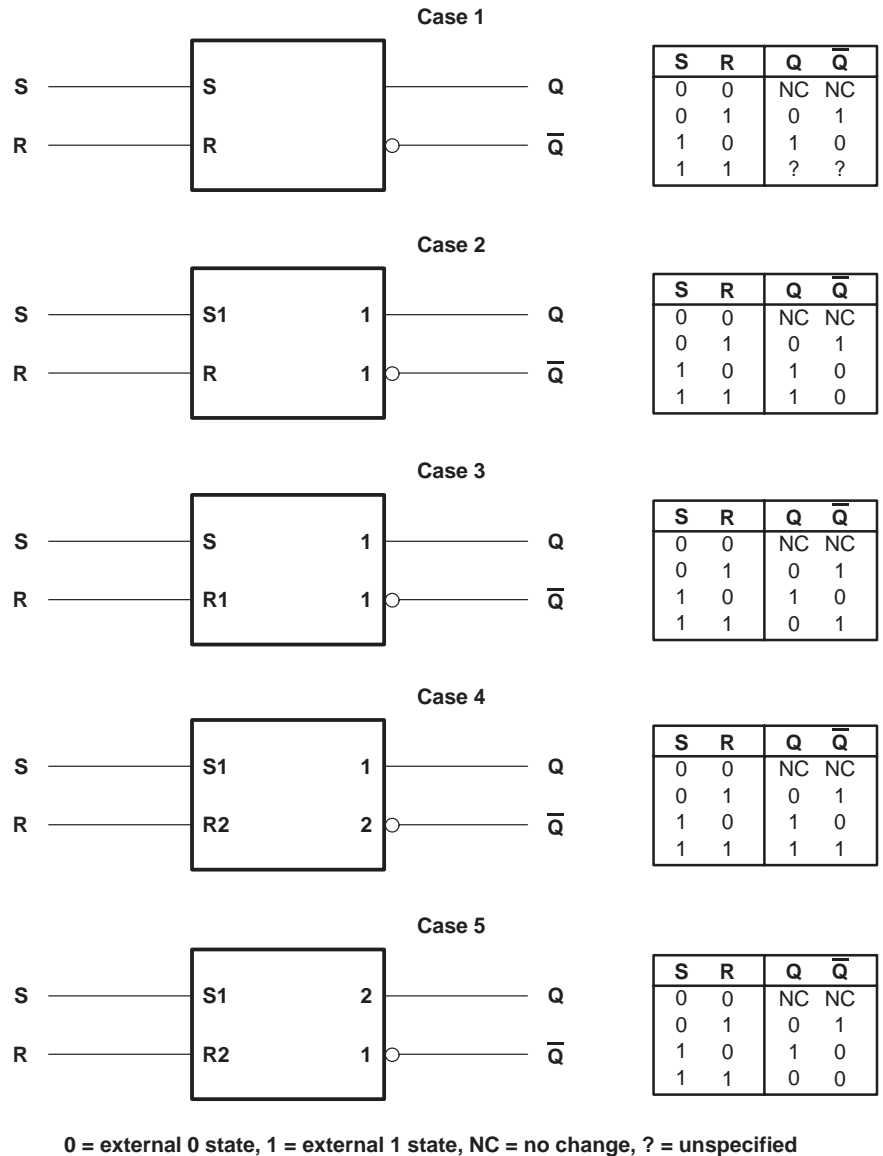 Case 1
S S Q
R R Q̅
S R Q Q̅
0 0 NC NC
0 1 0 1
1 0 1 0
1 1 ? ?
Case 2
S S1 1 Q
R R 1 Q̅
S R Q Q̅
0 0 NC NC
0 1 0 1
1 0 1 0
1 1 1 0
Case 3
S S 1 Q
R R1 1 Q̅
S R Q Q̅
0 0 NC NC
0 1 0 1
1 0 1 0
1 1 0 1
Case 4
S S1 1 Q
R R2 2 Q̅
S R Q Q̅
0 0 NC NC
0 1 0 1
1 0 1 0
1 1 1 1
Case 5
S S1 2 Q
R R2 1 Q̅
S R Q Q̅
0 0 NC NC
0 1 0 1
1 0 1 0
1 1 0 0
0 = external 0 state, 1 = external 1 state, NC = no change, ? = unspecified